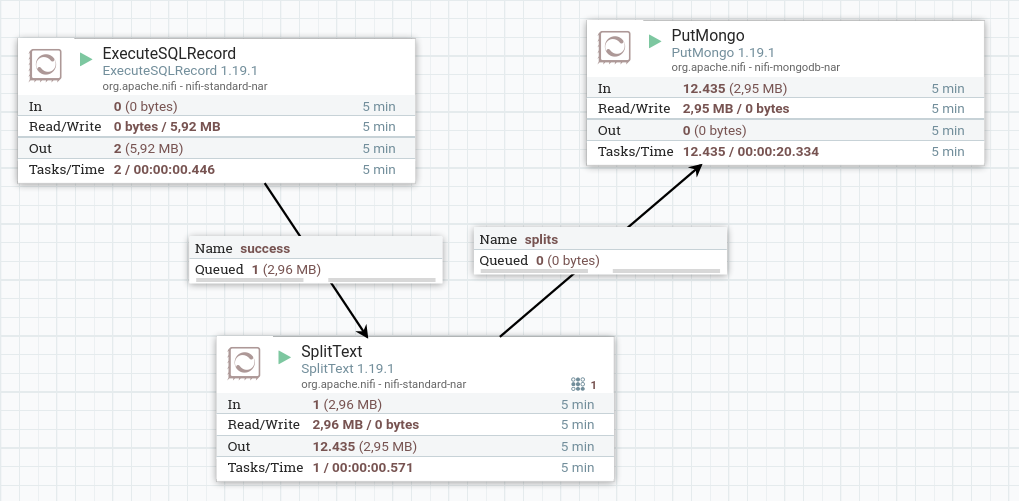 ExecuteSQLRecord
ExecuteSQLRecord 1.19.1
org.apache.nifi - nifi-standard-nar
In 0 (0 bytes) 5 min
Read/Write 0 bytes / 5,92 MB 5 min
Out 2 (5,92 MB) 5 min
Tasks/Time 2 / 00:00:00.446 5 min
PutMongo
PutMongo 1.19.1
org.apache.nifi - nifi-mongodb-nar
In 12.435 (2,95 MB) 5 min
Read/Write 2,95 MB / 0 bytes 5 min
Out 0 (0 bytes) 5 min
Tasks/Time 12.435 / 00:00:20.334 5 min
Name success
Queued 1 (2,96 MB)
Name splits
Queued 0 (0 bytes)
SplitText
SplitText 1.19.1
org.apache.nifi - nifi-standard-nar
1
In 1 (2,96 MB) 5 min
Read/Write 2,96 MB / 0 bytes 5 min
Out 12.435 (2,95 MB) 5 min
Tasks/Time 1 / 00:00:00.571 5 min